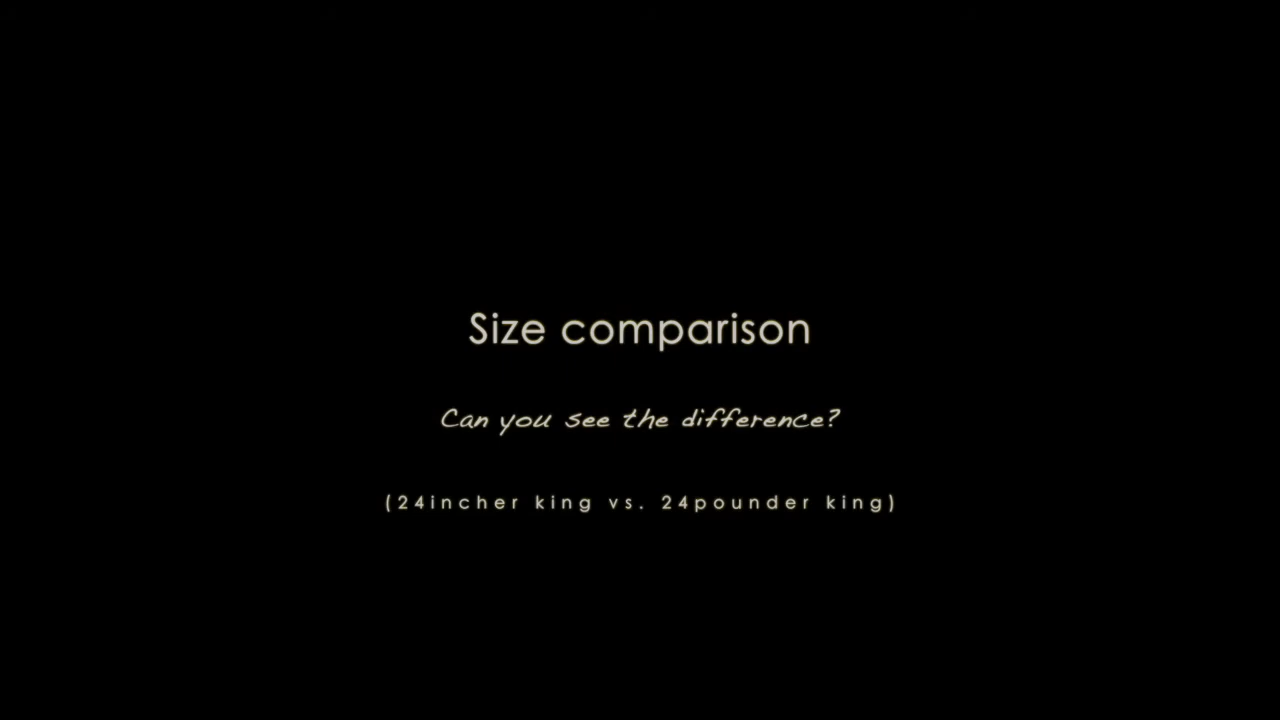 Size comparison
Can you see the difference?
(24incher king vs. 24pounder king)